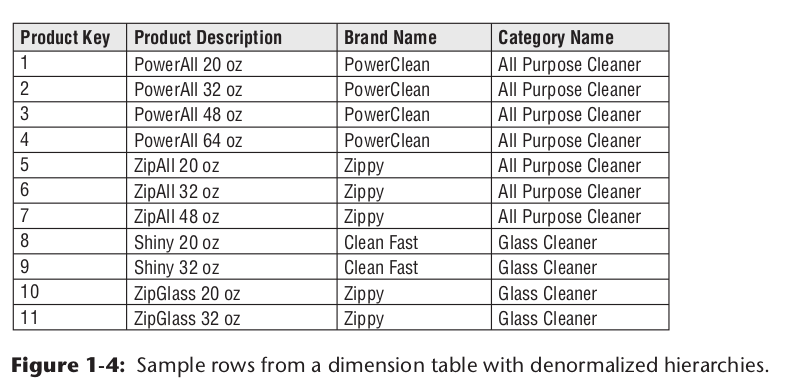 Product Key Product Description Brand Name Category Name
1 PowerAll 20 oz PowerClean All Purpose Cleaner
2 PowerAll 32 oz PowerClean All Purpose Cleaner
3 PowerAll 48 oz PowerClean All Purpose Cleaner
4 PowerAll 64 oz PowerClean All Purpose Cleaner
5 ZipAll 20 oz Zippy All Purpose Cleaner
6 ZipAll 32 oz Zippy All Purpose Cleaner
7 ZipAll 48 oz Zippy All Purpose Cleaner
8 Shiny 20 oz Clean Fast Glass Cleaner
9 Shiny 32 oz Clean Fast Glass Cleaner
10 ZipGlass 20 oz Zippy Glass Cleaner
11 ZipGlass 32 oz Zippy Glass Cleaner
Figure 1-4: Sample rows from a dimension table with denormalized hierarchies.